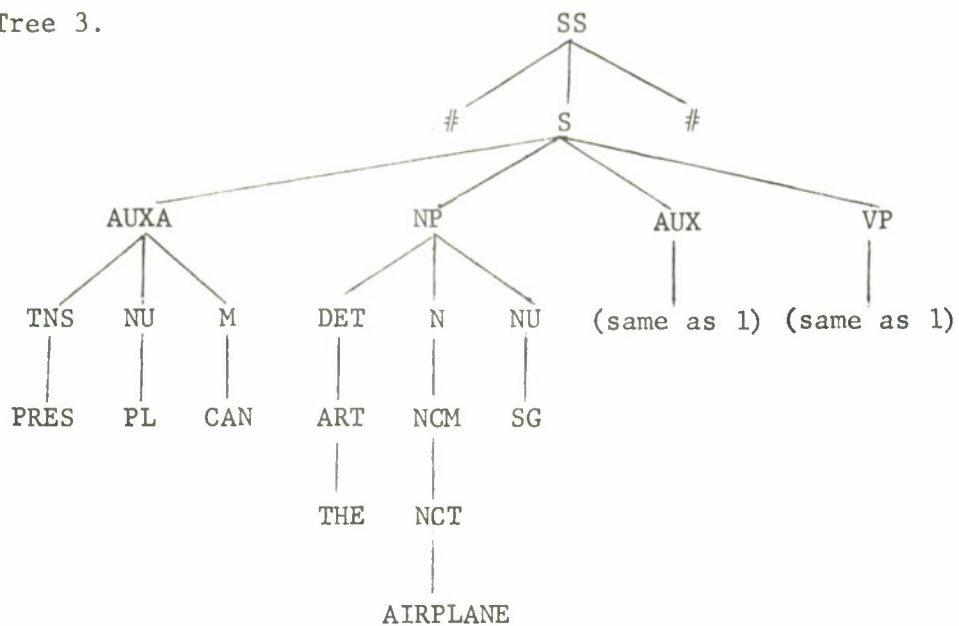 Tree 3.
SS
# S #
AUXA NP AUX VP
TNS NU M DET N NU (same as 1) (same as 1)
PRES PL CAN ART NCM SG
THE NCT
AIRPLANE